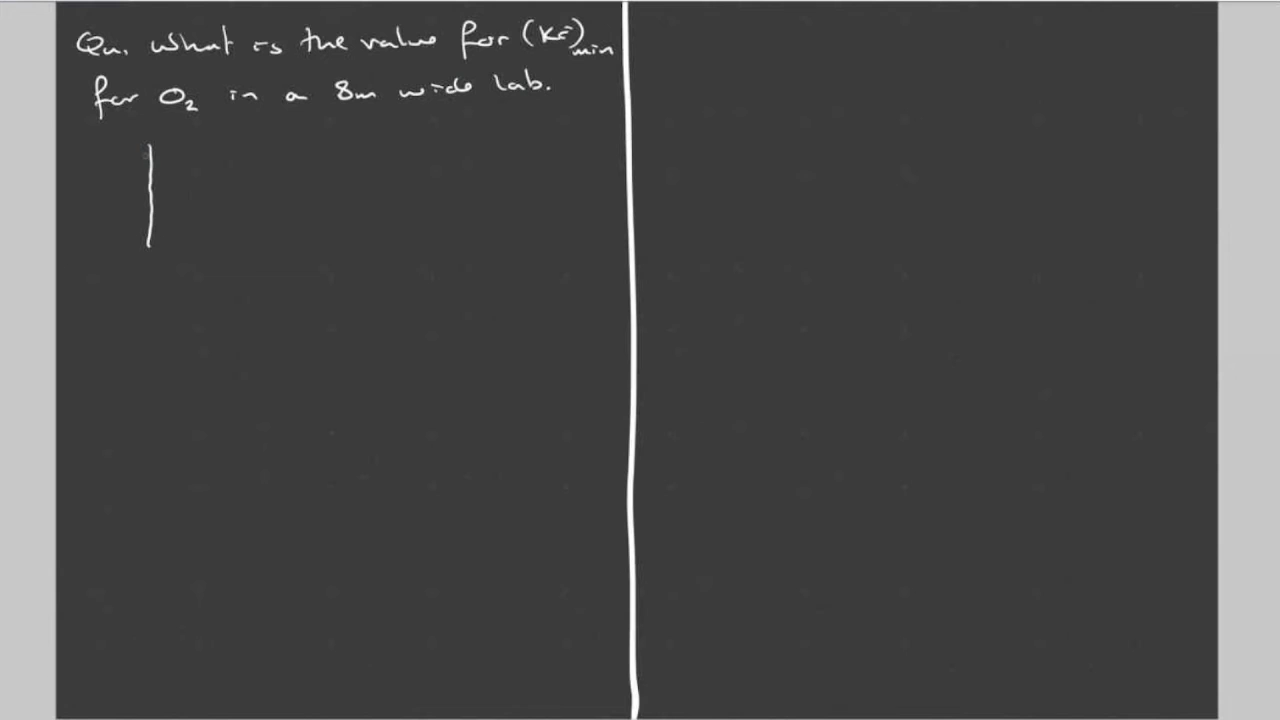 Qu. What is the value for (KE)min
for O₂ in a 8m wide lab.